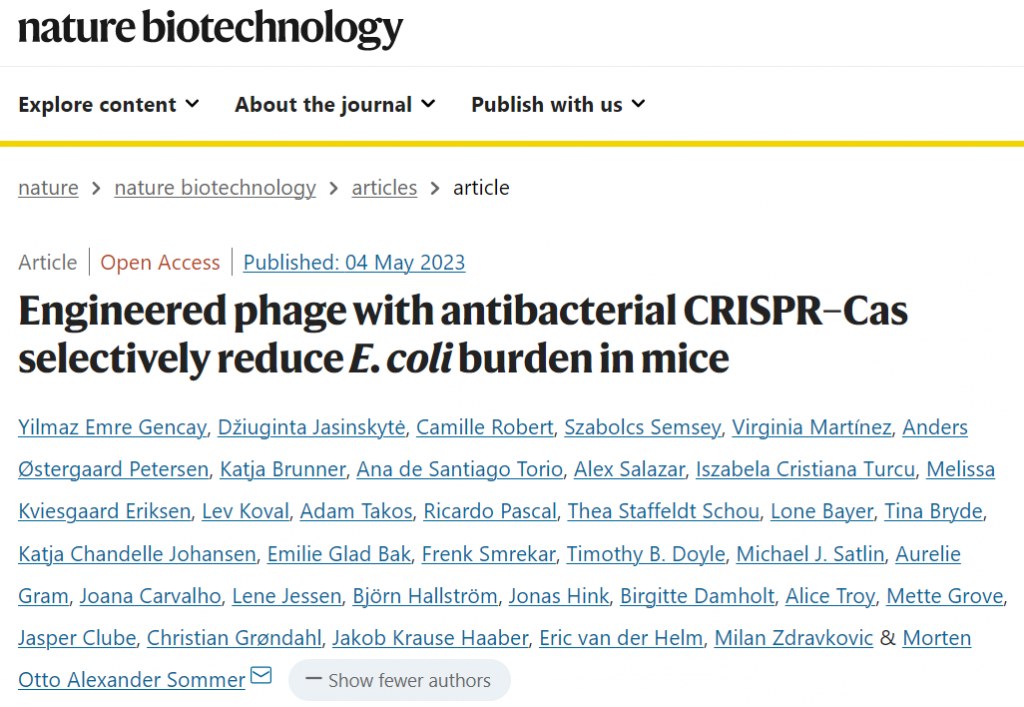 nature biotechnology
Explore content About the journal Publish with us
nature > nature biotechnology > articles > article
Article | Open Access | Published: 04 May 2023
Engineered phage with antibacterial CRISPR–Cas
selectively reduce E. coli burden in mice
Yilmaz Emre Gencay, Džiuginta Jasinskytė, Camille Robert, Szabolcs Semsey, Virginia Martínez, Anders
Østergaard Petersen, Katja Brunner, Ana de Santiago Torio, Alex Salazar, Iszabela Cristiana Turcu, Melissa
Kviesgaard Eriksen, Lev Koval, Adam Takos, Ricardo Pascal, Thea Staffeldt Schou, Lone Bayer, Tina Bryde,
Katja Chandelle Johansen, Emilie Glad Bak, Frenk Smrekar, Timothy B. Doyle, Michael J. Satlin, Aurelie
Gram, Joana Carvalho, Lene Jessen, Björn Hallström, Jonas Hink, Birgitte Damholt, Alice Troy, Mette Grove,
Jasper Clube, Christian Grøndahl, Jakob Krause Haaber, Eric van der Helm, Milan Zdravkovic & Morten
Otto Alexander Sommer — Show fewer authors